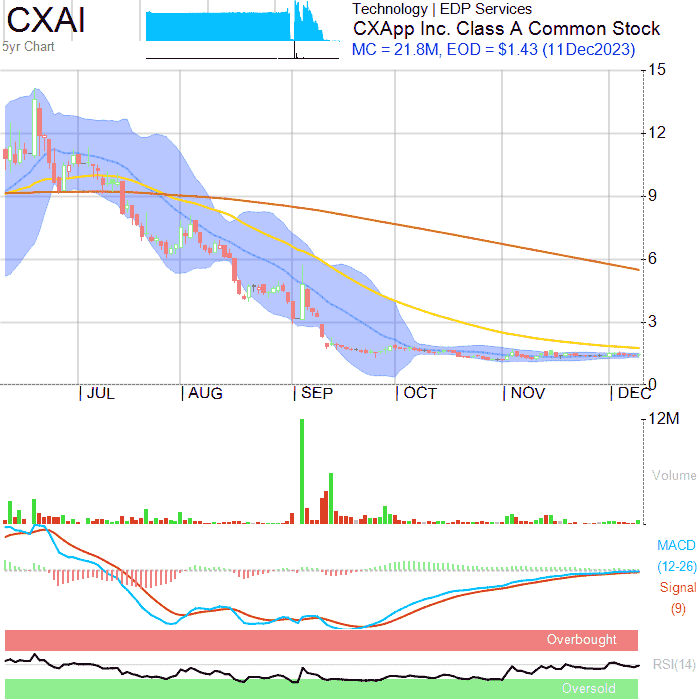 CXAI
5yr Chart
Technology | EDP Services
CXApp Inc. Class A Common Stock
MC = 21.8M, EOD = $1.43 (11Dec2023)
15
12
9
6
3
0
| JUL | AUG | SEP | OCT | NOV | DEC
12M
Volume
MACD
(12-26)
Signal
(9)
Overbought
RSI(14)
Oversold